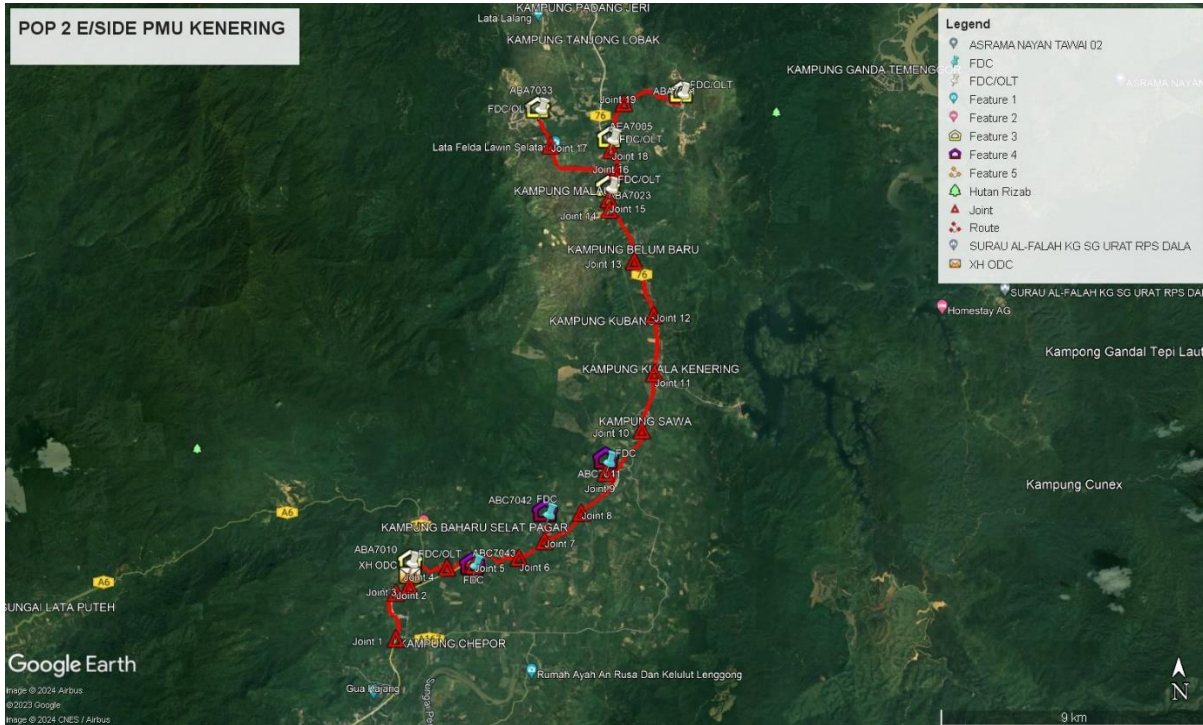 POP 2 E/SIDE PMU KENERING
KAMPUNG PADANG JERI
Lata Lalang
KAMPUNG TANJONG LOBAK
Legend
ASRAMA NAYAN TAWAI 02
FDC
FDC/OLT
Feature 1
Feature 2
Feature 3
Feature 4
Feature 5
Hutan Rizab
Joint
Route
SURAU AL-FALAH KG SG URAT RPS DALA
XH ODC
KAMPUNG GANDA TEMENGGOR
ASRAMA NAYAN
ABA7033
FDC/OLT
Joint 19
FDC/OLT
76
AEA7005
FDC/OLT
Lata Felda Lawin Selatan
Joint 17
Joint 18
Joint 16
FDC/OLT
KAMPUNG
ABA7023
Joint 14
Joint 15
KAMPUNG BELUM BARU
Joint 13
76
SURAU AL-FALAH KG SG URAT RPS DAL
Homestay AG
KAMPUNG KUBANG
Joint 12
Kampong Gandal Tepi Laut
KAMPUNG KUALA KENERING
Joint 11
KAMPUNG SAWA
Joint 10
FDC
Joint 9
Kampung Cunex
ABC7042
FDC
A6
Joint 8
KAMPUNG BAHARU SELAT PAGAR
Joint 7
ABA7010
FDC/OLT
ABC7043
XH ODC
Joint 4
Joint 5
Joint 6
FDC
A6
Joint 3
Joint 2
SUNGAI LATA PUTEH
Joint 1
KAMPUNG CHEPOR
Google Earth
Rumah Ayah An Rusa Dan Kelulut Lenggong
Image © 2024 Airbus
©2023 Google
Image © 2024 CNES / Airbus
N
9 km